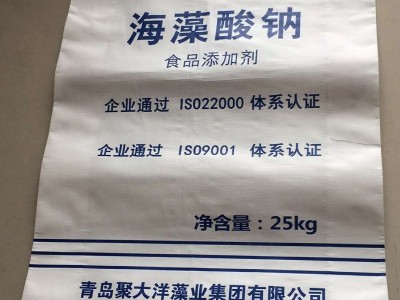 海藻酸钠
食品添加剂
企业通过 ISO22000 体系认证
企业通过 ISO9001 体系认证
净含量：25kg
青岛聚大洋藻业集团有限公司